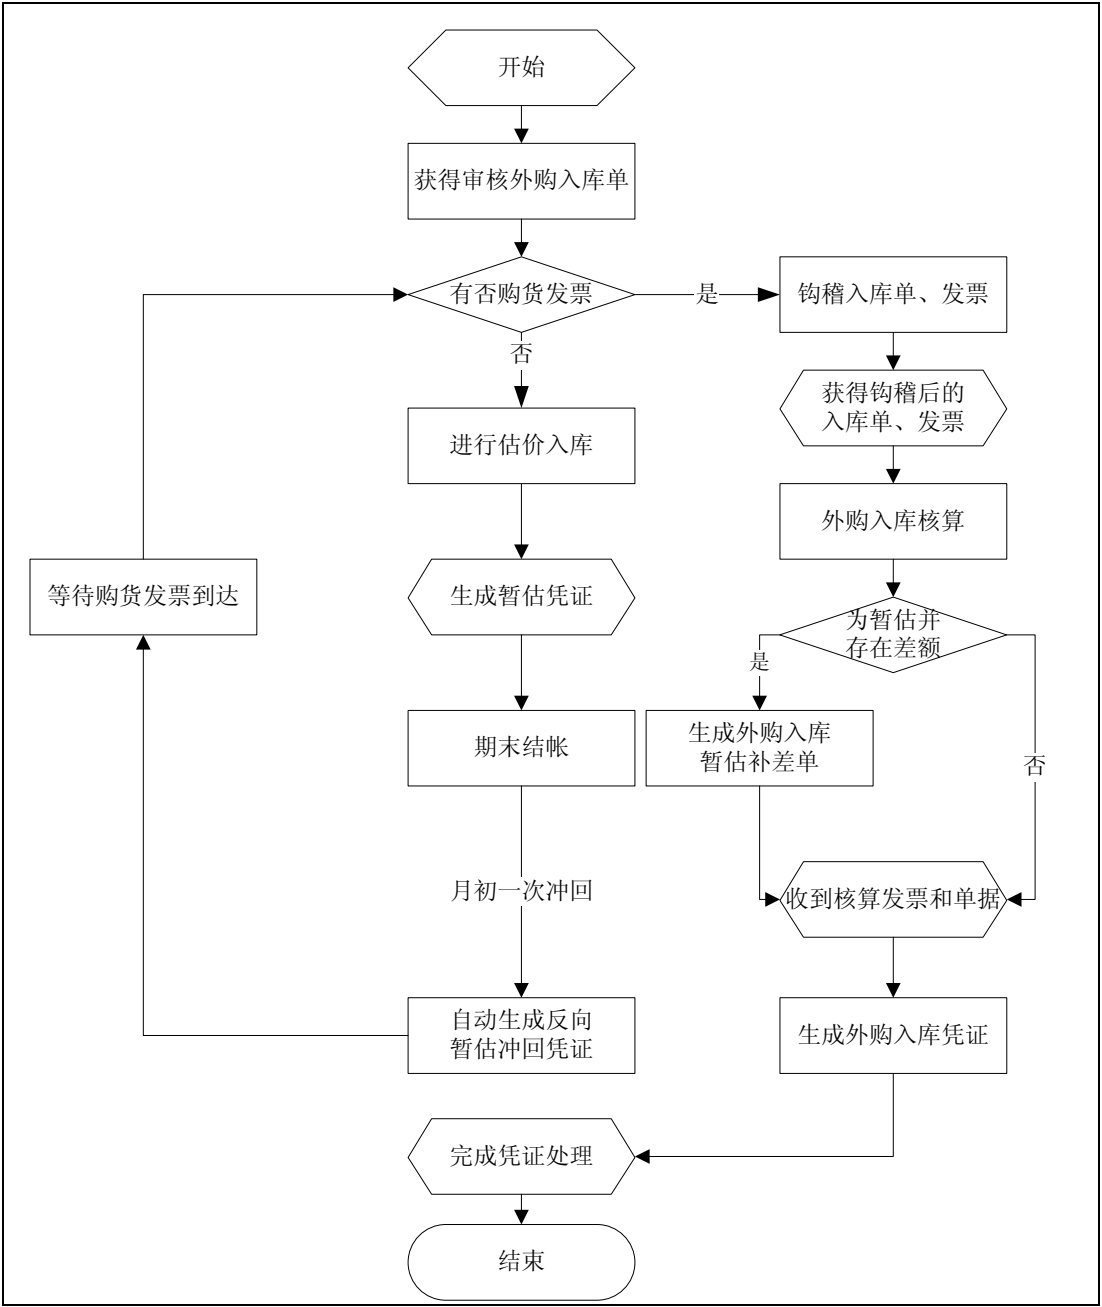 开始
获得审核外购入库单
有否购货发票
是
钩稽入库单、发票
否
获得钩稽后的
入库单、发票
进行估价入库
外购入库核算
等待购货发票到达
生成暂估凭证
为暂估并
存在差额
是
期末结帐
生成外购入库
暂估补差单
否
月初一次冲回
收到核算发票和单据
自动生成反向
暂估冲回凭证
生成外购入库凭证
完成凭证处理
结束